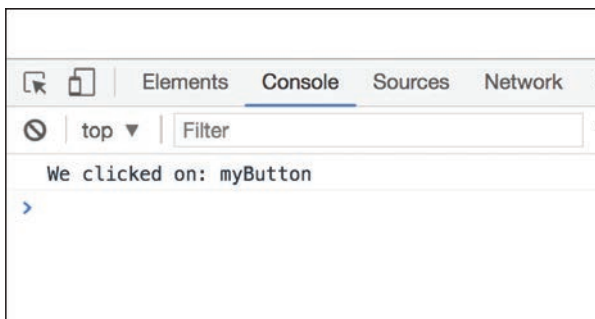 Elements Console Sources Network
top ▼ Filter
We clicked on: myButton
>